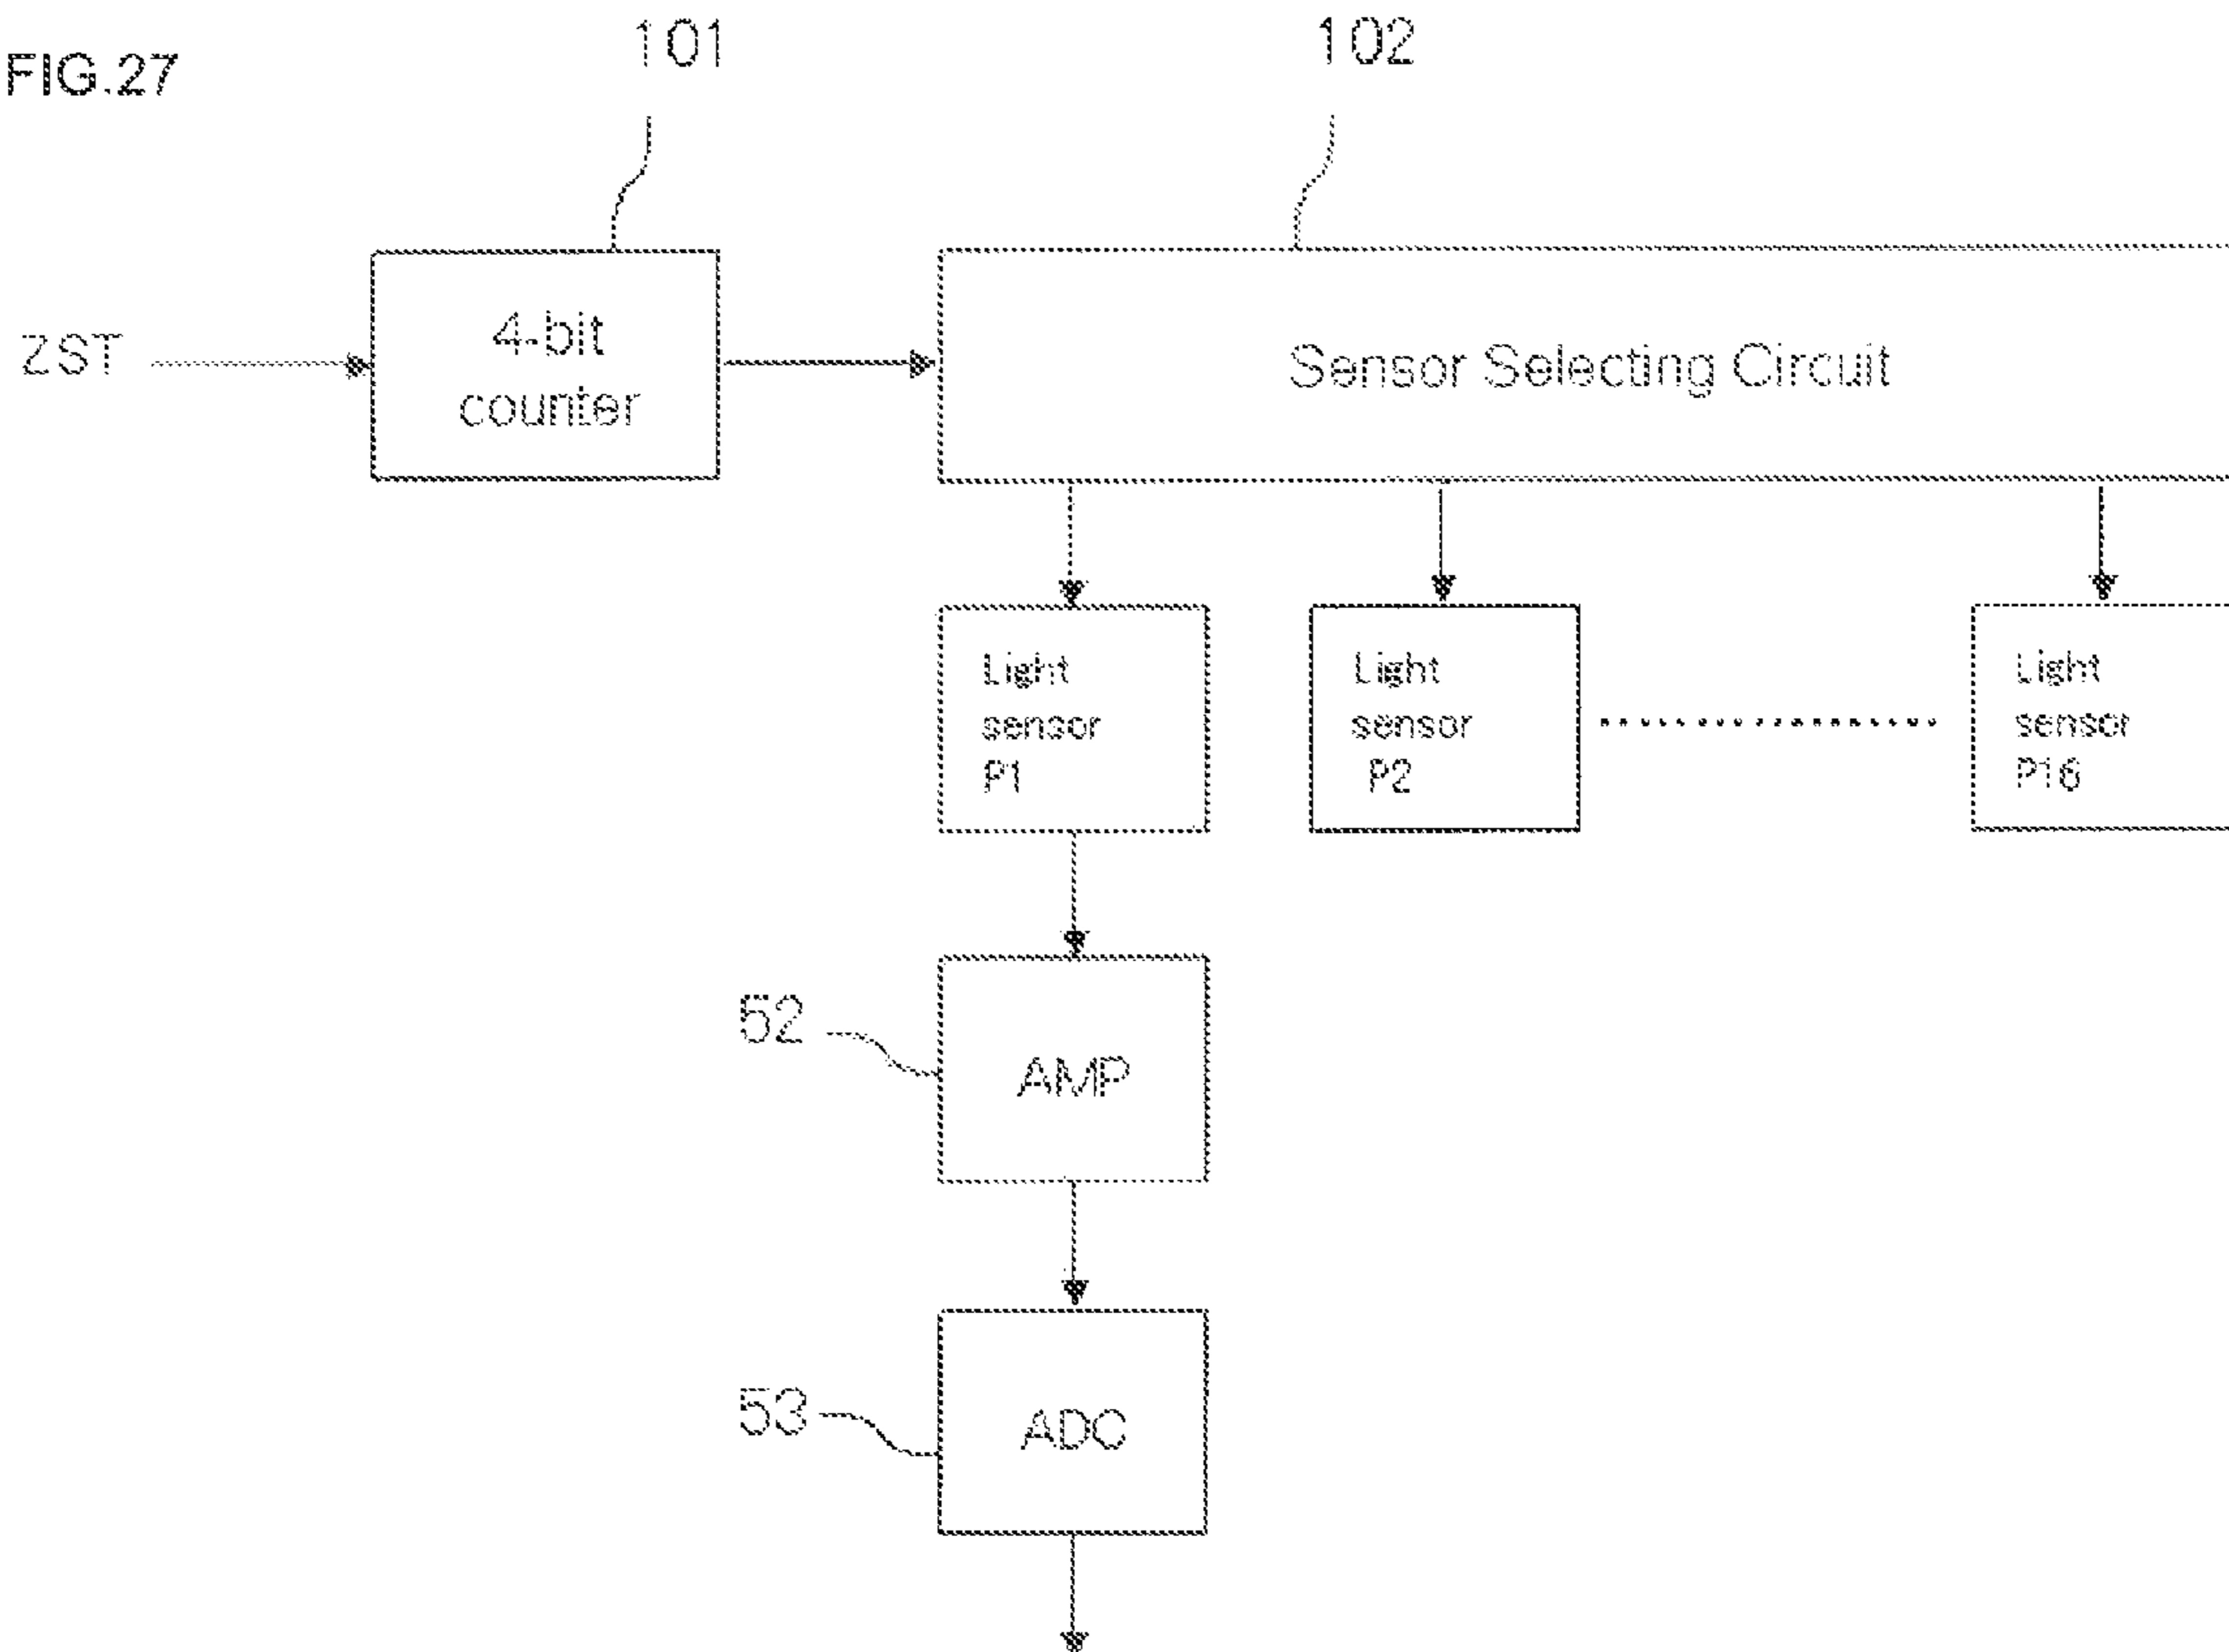 FIG.27
101
102
ZST
4-bit
counter
Sensor Selecting Circuit
Light
sensor
P1
Light
sensor
P2
Light
sensor
P16
52
AMP
53
ADC